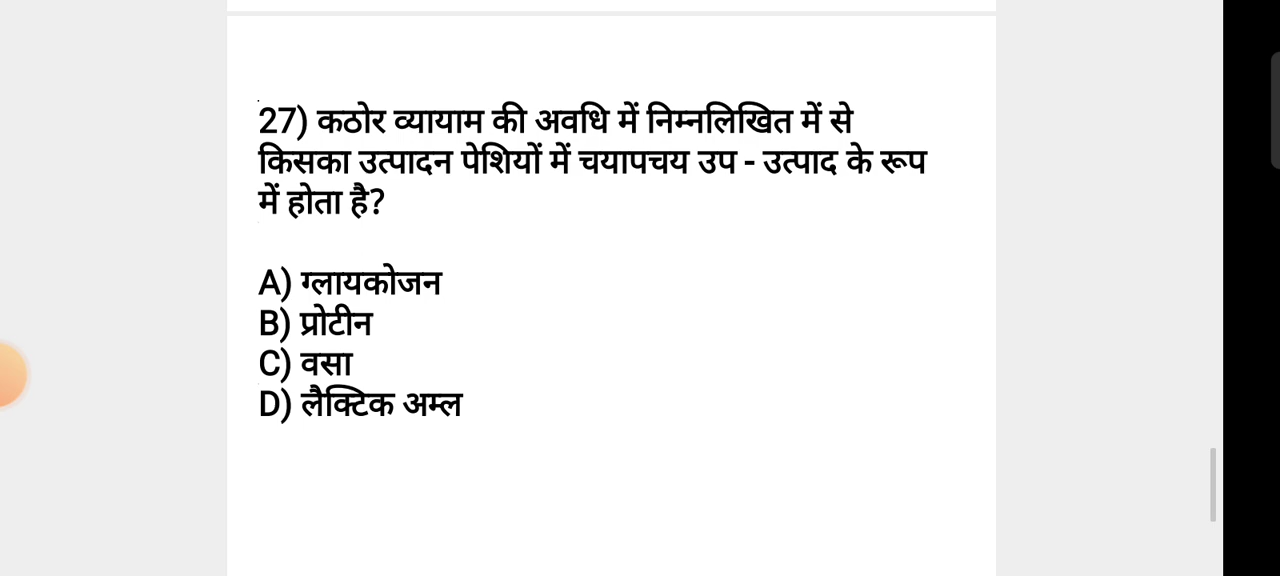 27) कठोर व्यायाम की अवधि में निम्नलिखित में से
किसका उत्पादन पेशियों में चयापचय उप - उत्पाद के रूप
में होता है?
A) ग्लायकोजन
B) प्रोटीन
C) वसा
D) लैक्टिक अम्ल